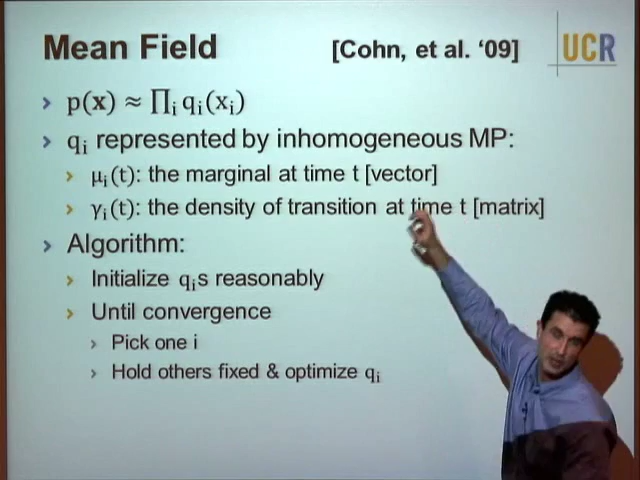 Mean Field [Cohn, et al. ‘09] UCR
p(x) ≈ ∏ᵢ qᵢ(xᵢ)
qᵢ represented by inhomogeneous MP:
μᵢ(t): the marginal at time t [vector]
γᵢ(t): the density of transition at time t [matrix]
Algorithm:
Initialize qᵢs reasonably
Until convergence
Pick one i
Hold others fixed & optimize qᵢ